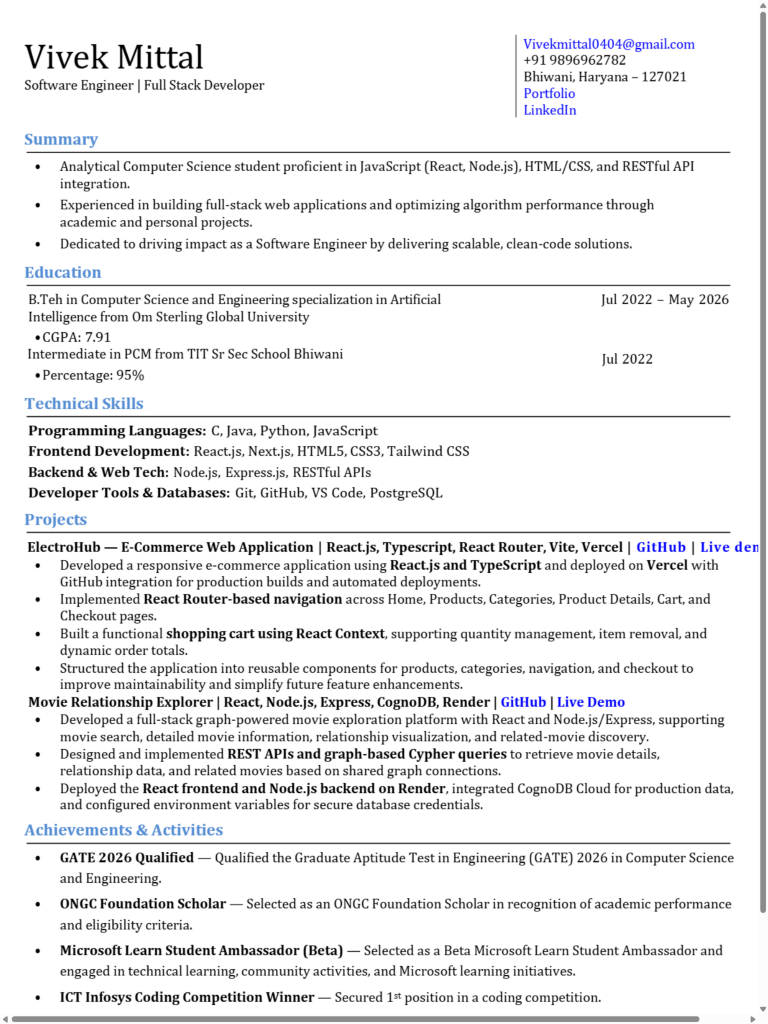 Vivek Mittal
Software Engineer | Full Stack Developer
Vivekmittal0404@gmail.com
+91 9896962782
Bhiwani, Haryana – 127021
Portfolio
LinkedIn
Summary
• Analytical Computer Science student proficient in JavaScript (React, Node.js), HTML/CSS, and RESTful API
integration.
• Experienced in building full-stack web applications and optimizing algorithm performance through
academic and personal projects.
• Dedicated to driving impact as a Software Engineer by delivering scalable, clean-code solutions.
Education
B.Teh in Computer Science and Engineering specialization in Artificial Jul 2022 – May 2026
Intelligence from Om Sterling Global University
•CGPA: 7.91
Intermediate in PCM from TIT Sr Sec School Bhiwani Jul 2022
•Percentage: 95%
Technical Skills
Programming Languages: C, Java, Python, JavaScript
Frontend Development: React.js, Next.js, HTML5, CSS3, Tailwind CSS
Backend & Web Tech: Node.js, Express.js, RESTful APIs
Developer Tools & Databases: Git, GitHub, VS Code, PostgreSQL
Projects
ElectroHub — E-Commerce Web Application | React.js, Typescript, React Router, Vite, Vercel | GitHub | Live
• Developed a responsive e-commerce application using React.js and TypeScript and deployed on Vercel with
GitHub integration for production builds and automated deployments.
• Implemented React Router-based navigation across Home, Products, Categories, Product Details, Cart, and
Checkout pages.
• Built a functional shopping cart using React Context, supporting quantity management, item removal, and
dynamic order totals.
• Structured the application into reusable components for products, categories, navigation, and checkout to
improve maintainability and simplify future feature enhancements.
Movie Relationship Explorer | React, Node.js, Express, CognoDB, Render | GitHub | Live Demo
• Developed a full-stack graph-powered movie exploration platform with React and Node.js/Express, supporting
movie search, detailed movie information, relationship visualization, and related-movie discovery.
• Designed and implemented REST APIs and graph-based Cypher queries to retrieve movie details,
relationship data, and related movies based on shared graph connections.
• Deployed the React frontend and Node.js backend on Render, integrated CognoDB Cloud for production data,
and configured environment variables for secure database credentials.
Achievements & Activities
• GATE 2026 Qualified — Qualified the Graduate Aptitude Test in Engineering (GATE) 2026 in Computer Science
and Engineering.
• ONGC Foundation Scholar — Selected as an ONGC Foundation Scholar in recognition of academic performance
and eligibility criteria.
• Microsoft Learn Student Ambassador (Beta) — Selected as a Beta Microsoft Learn Student Ambassador and
engaged in technical learning, community activities, and Microsoft learning initiatives.
• ICT Infosys Coding Competition Winner — Secured 1st position in a coding competition.